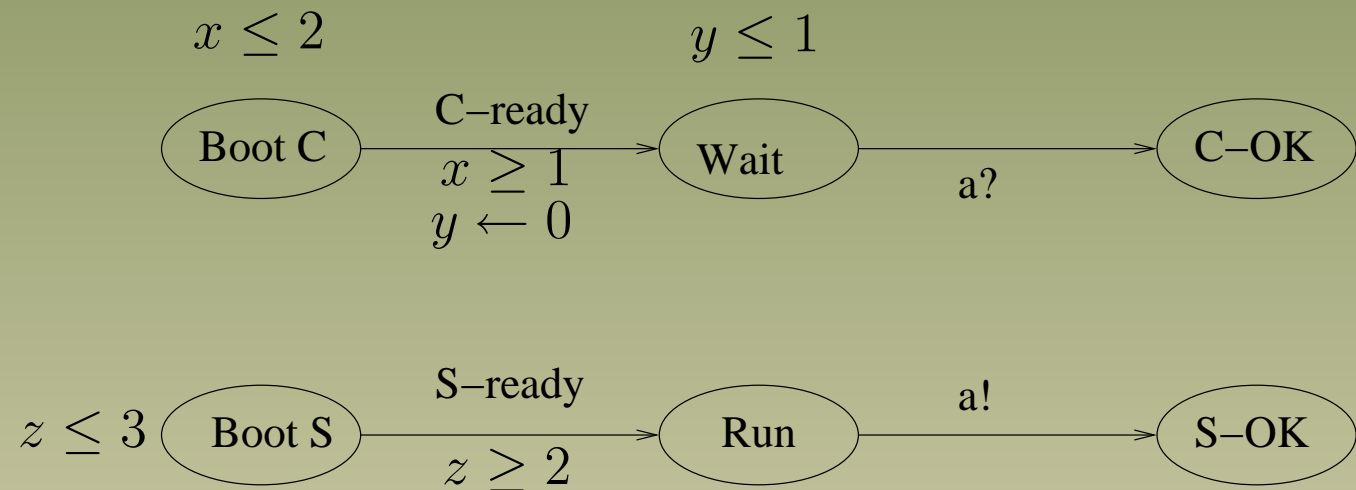 x ≤ 2
y ≤ 1
Boot C
C−ready
x ≥ 1
y ← 0
Wait
a?
C−OK
z ≤ 3
Boot S
S−ready
z ≥ 2
Run
a!
S−OK